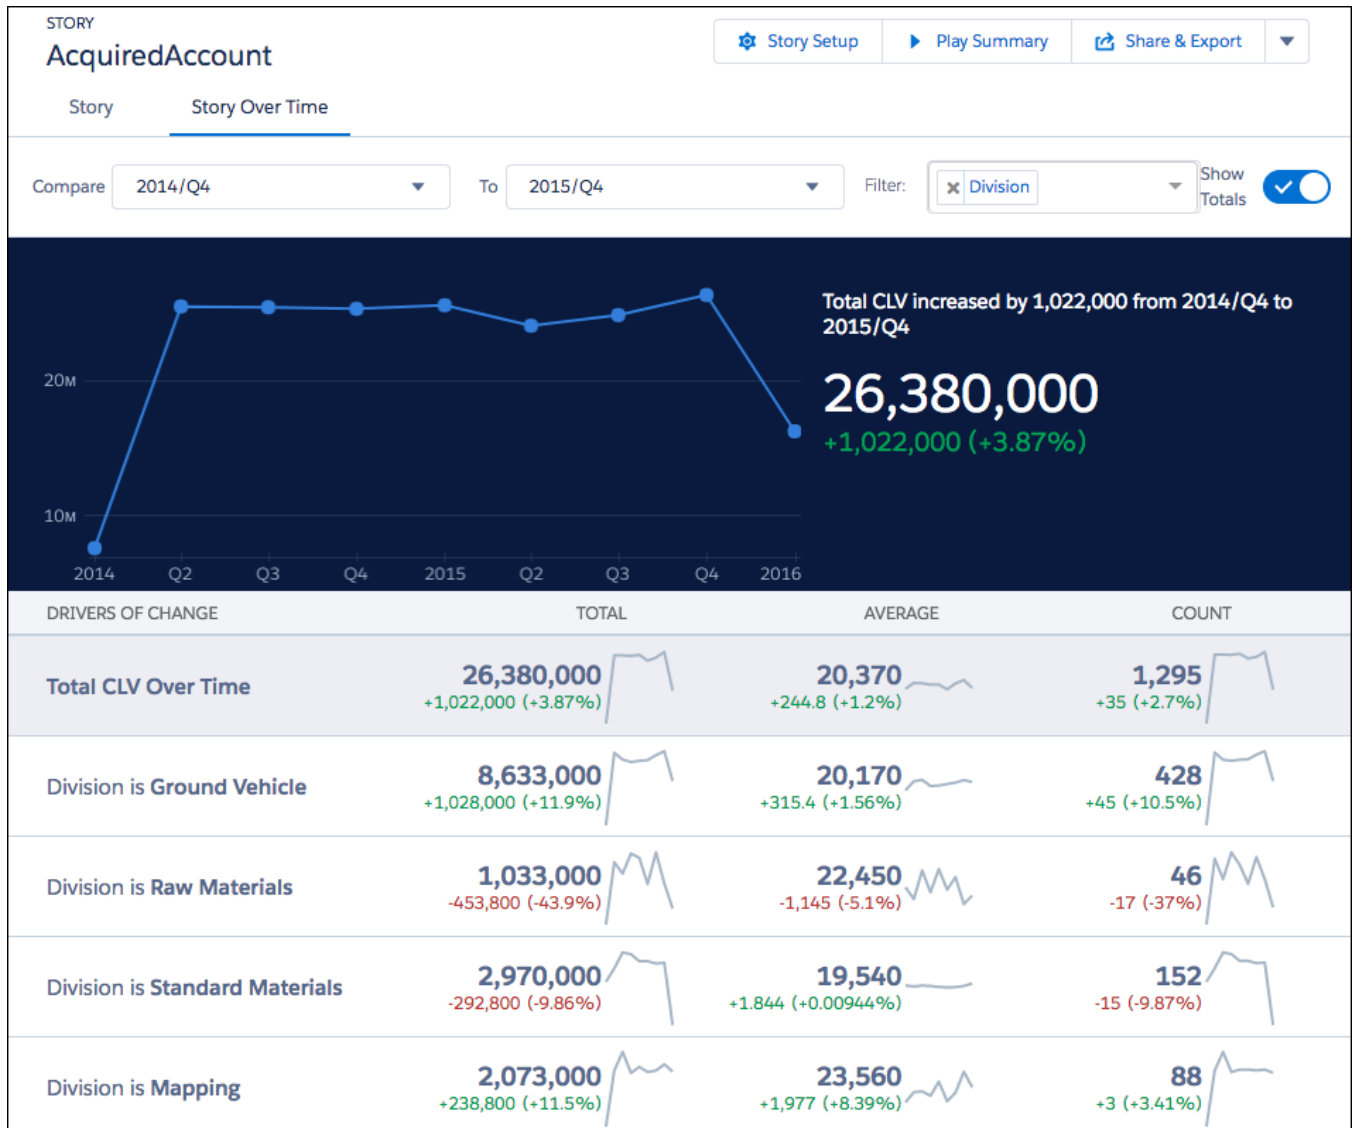 STORY
AcquiredAccount
Story Setup
Play Summary
Share & Export
Story
Story Over Time
Compare
2014/Q4
To
2015/Q4
Filter:
Division
Show
Totals
Total CLV increased by 1,022,000 from 2014/Q4 to
2015/Q4
26,380,000
+1,022,000 (+3.87%)
20M
10M
2014 Q2 Q3 Q4 2015 Q2 Q3 Q4 2016
DRIVERS OF CHANGE TOTAL AVERAGE COUNT
Total CLV Over Time
26,380,000 20,370 1,295
+1,022,000 (+3.87%) +244.8 (+1.2%) +35 (+2.7%)
Division is Ground Vehicle
8,633,000 20,170 428
+1,028,000 (+11.9%) +315.4 (+1.56%) +45 (+10.5%)
Division is Raw Materials
1,033,000 22,450 46
-453,800 (-43.9%) -1,145 (-5.1%) -17 (-37%)
Division is Standard Materials
2,970,000 19,540 152
-292,800 (-9.86%) +1.844 (+0.00944%) -15 (-9.87%)
Division is Mapping
2,073,000 23,560 88
+238,800 (+11.5%) +1,977 (+8.39%) +3 (+3.41%)